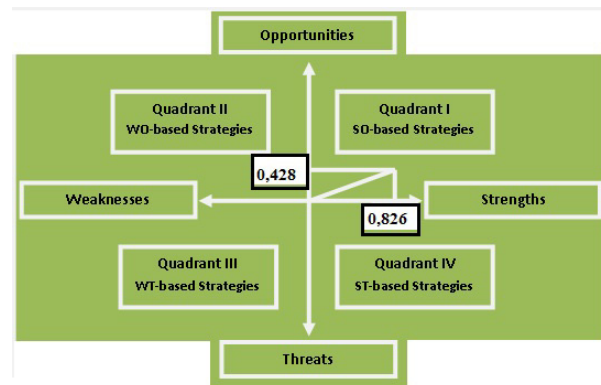 Opportunities
Quadrant II
WO-based Strategies
Quadrant I
SO-based Strategies
0,428
Weaknesses
Strengths
0,826
Quadrant III
WT-based Strategies
Quadrant IV
ST-based Strategies
Threats